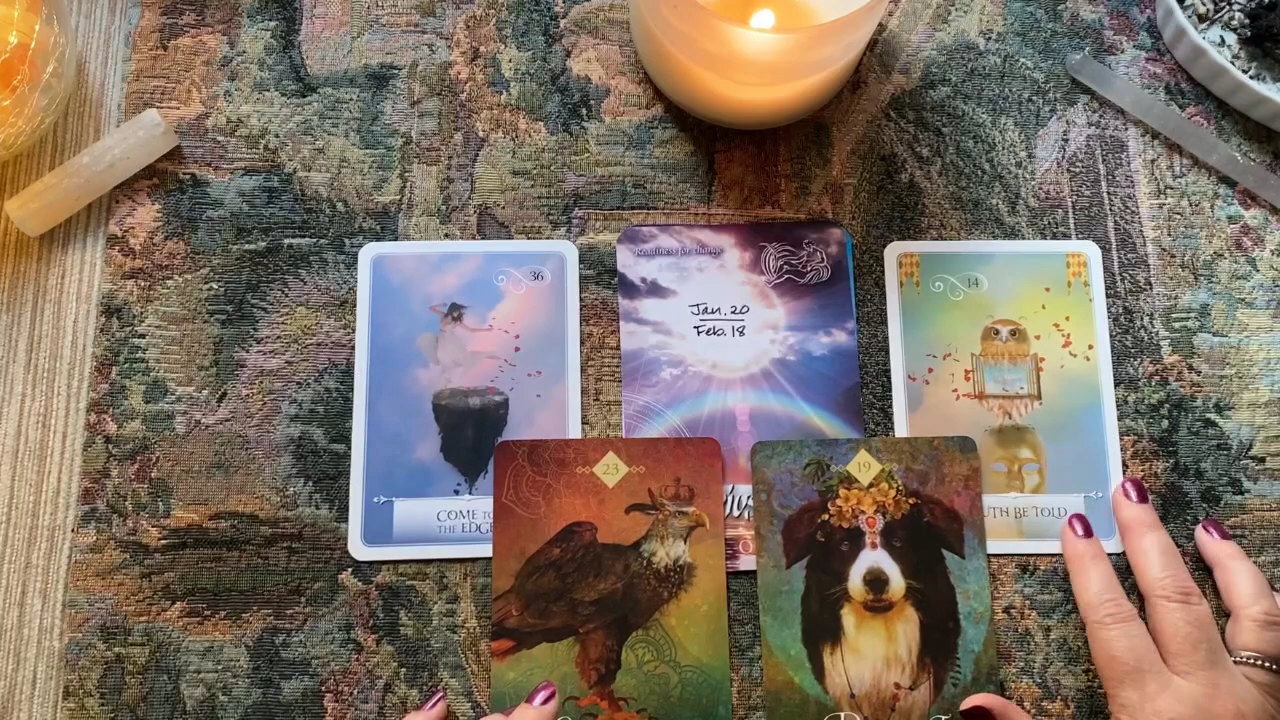 36
COME TO
THE EDGE
Readiness for change
Jan. 20
Feb. 18
14
UTH BE TOLD
23
19